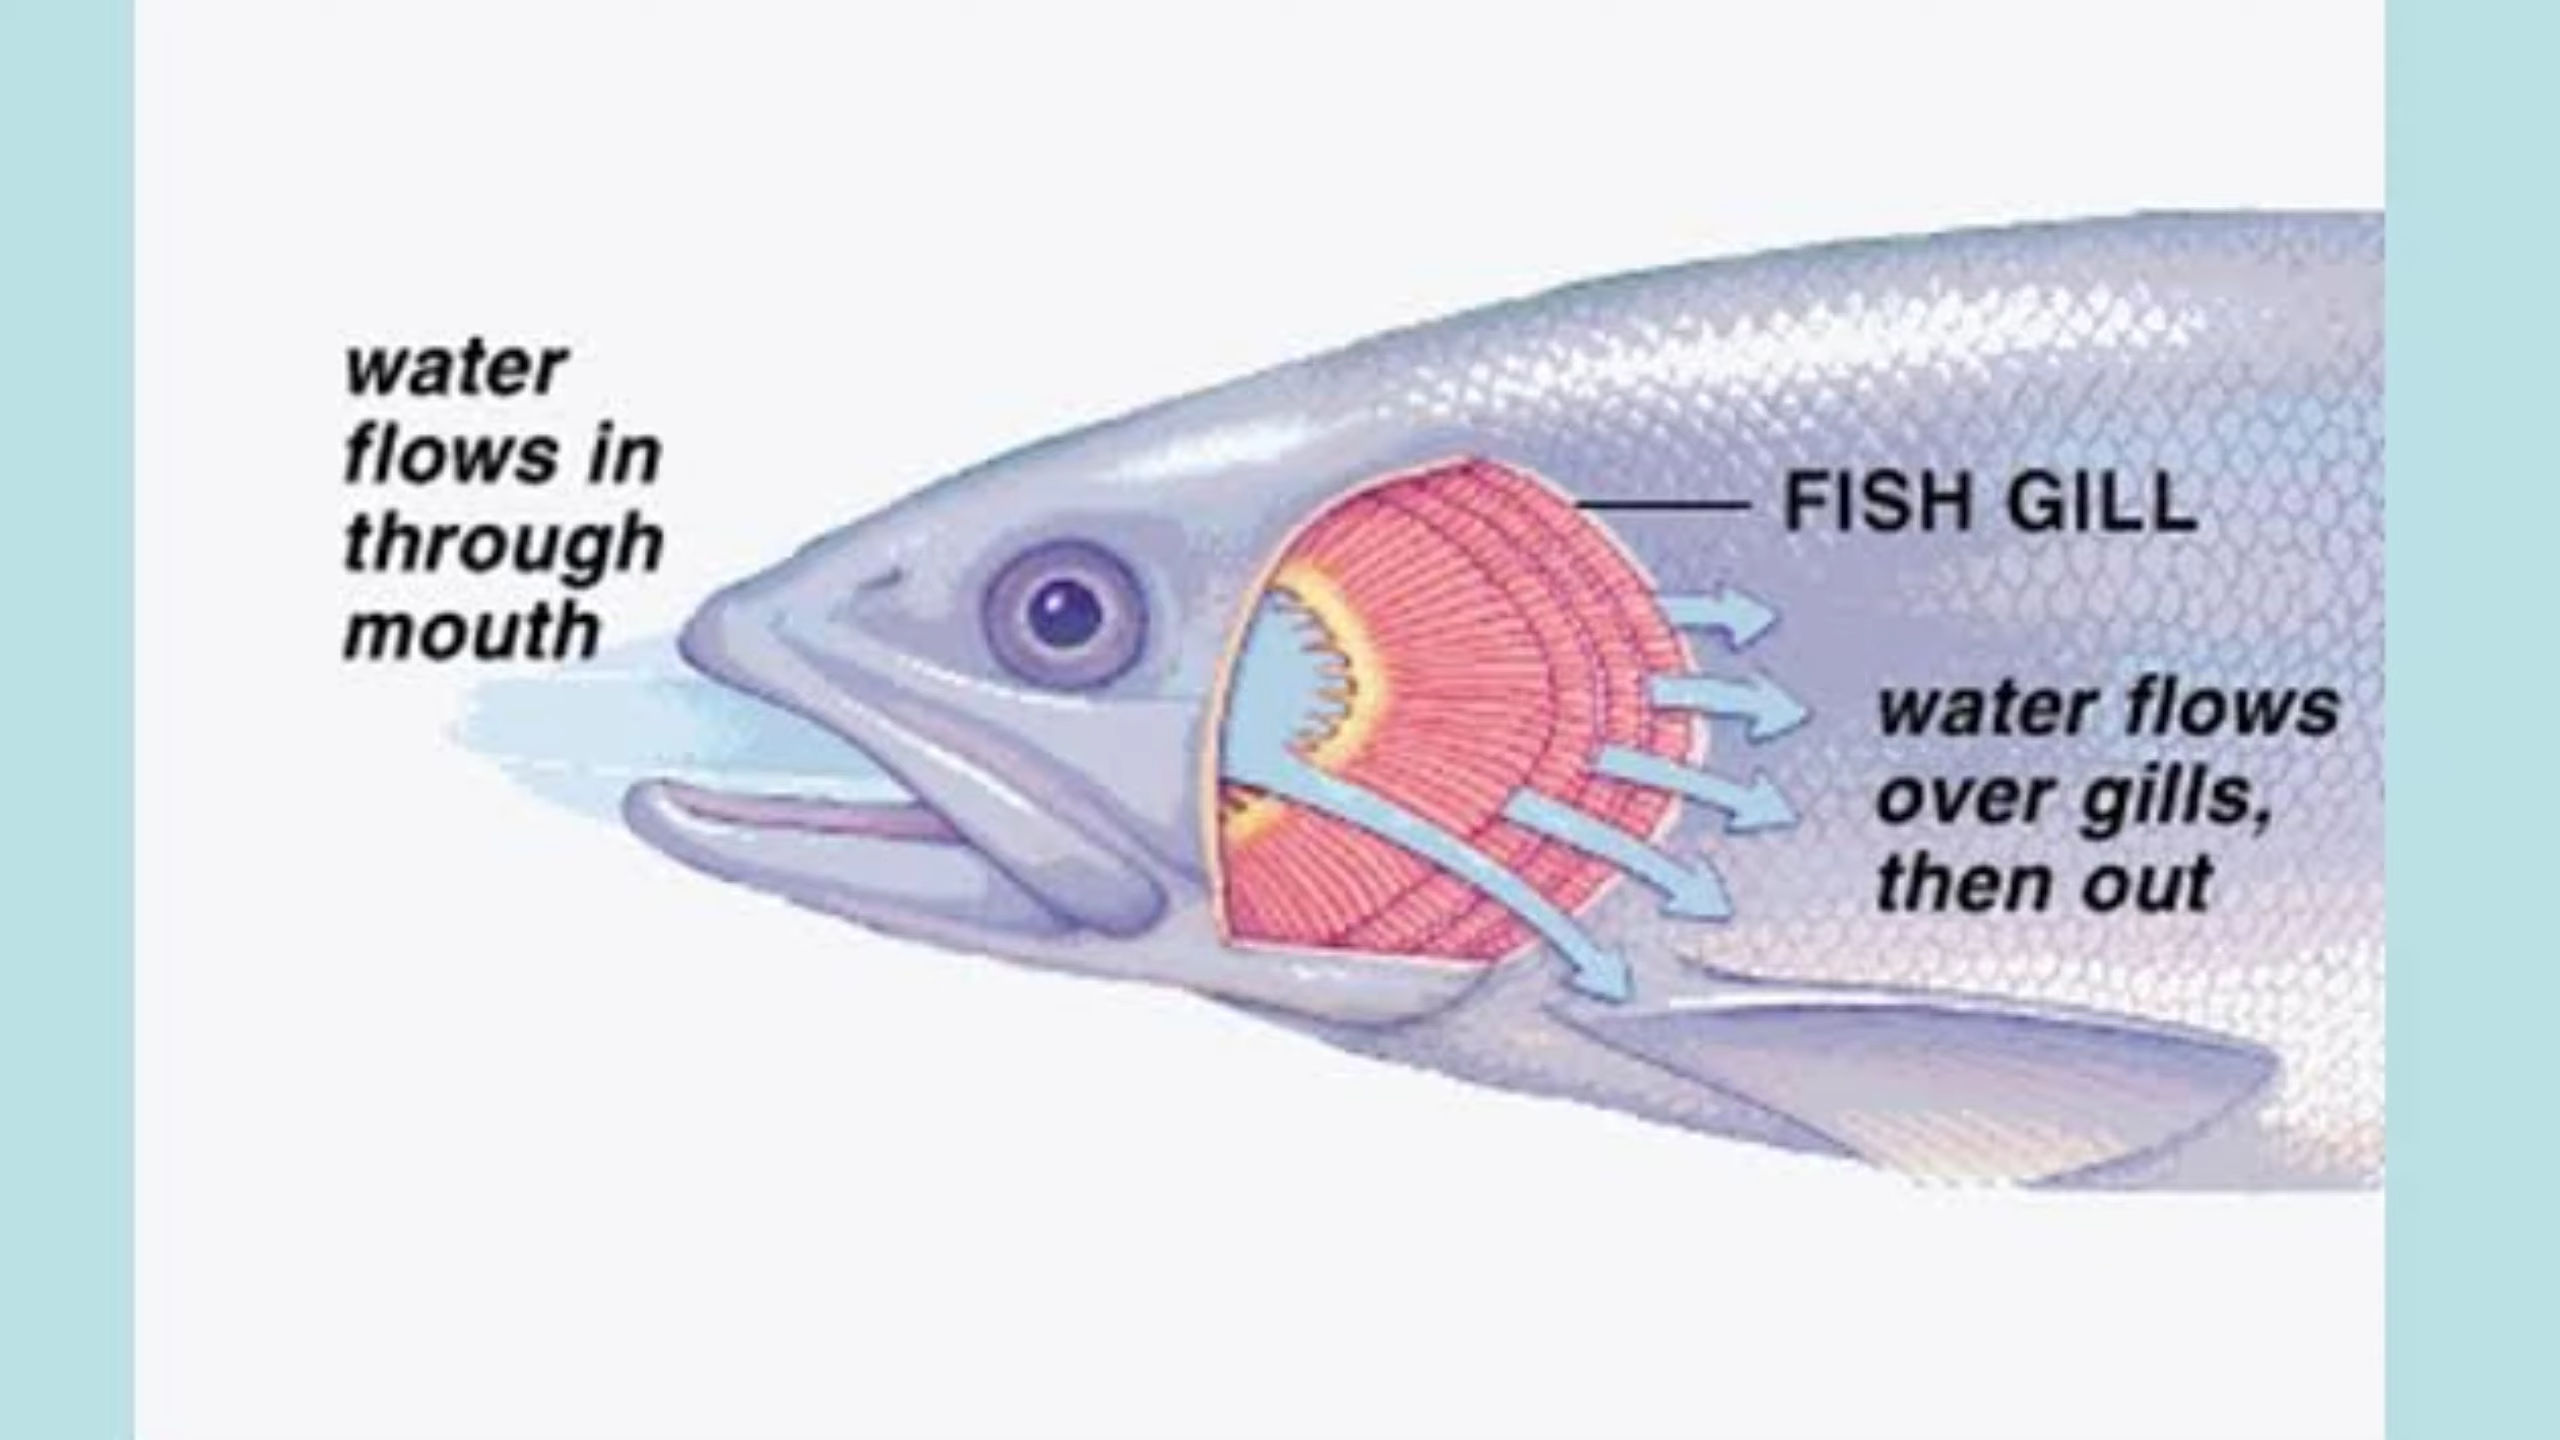 water
flows in
through
mouth
FISH GILL
water flows
over gills,
then out